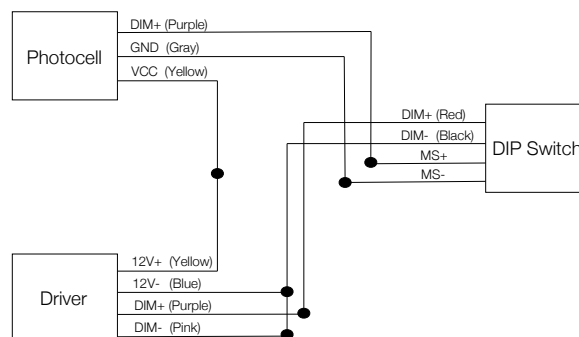 Photocell
DIM+ (Purple)
GND (Gray)
VCC (Yellow)
DIM+ (Red)
DIM- (Black)
MS+
MS-
DIP Switch
Driver
12V+ (Yellow)
12V- (Blue)
DIM+ (Purple)
DIM- (Pink)